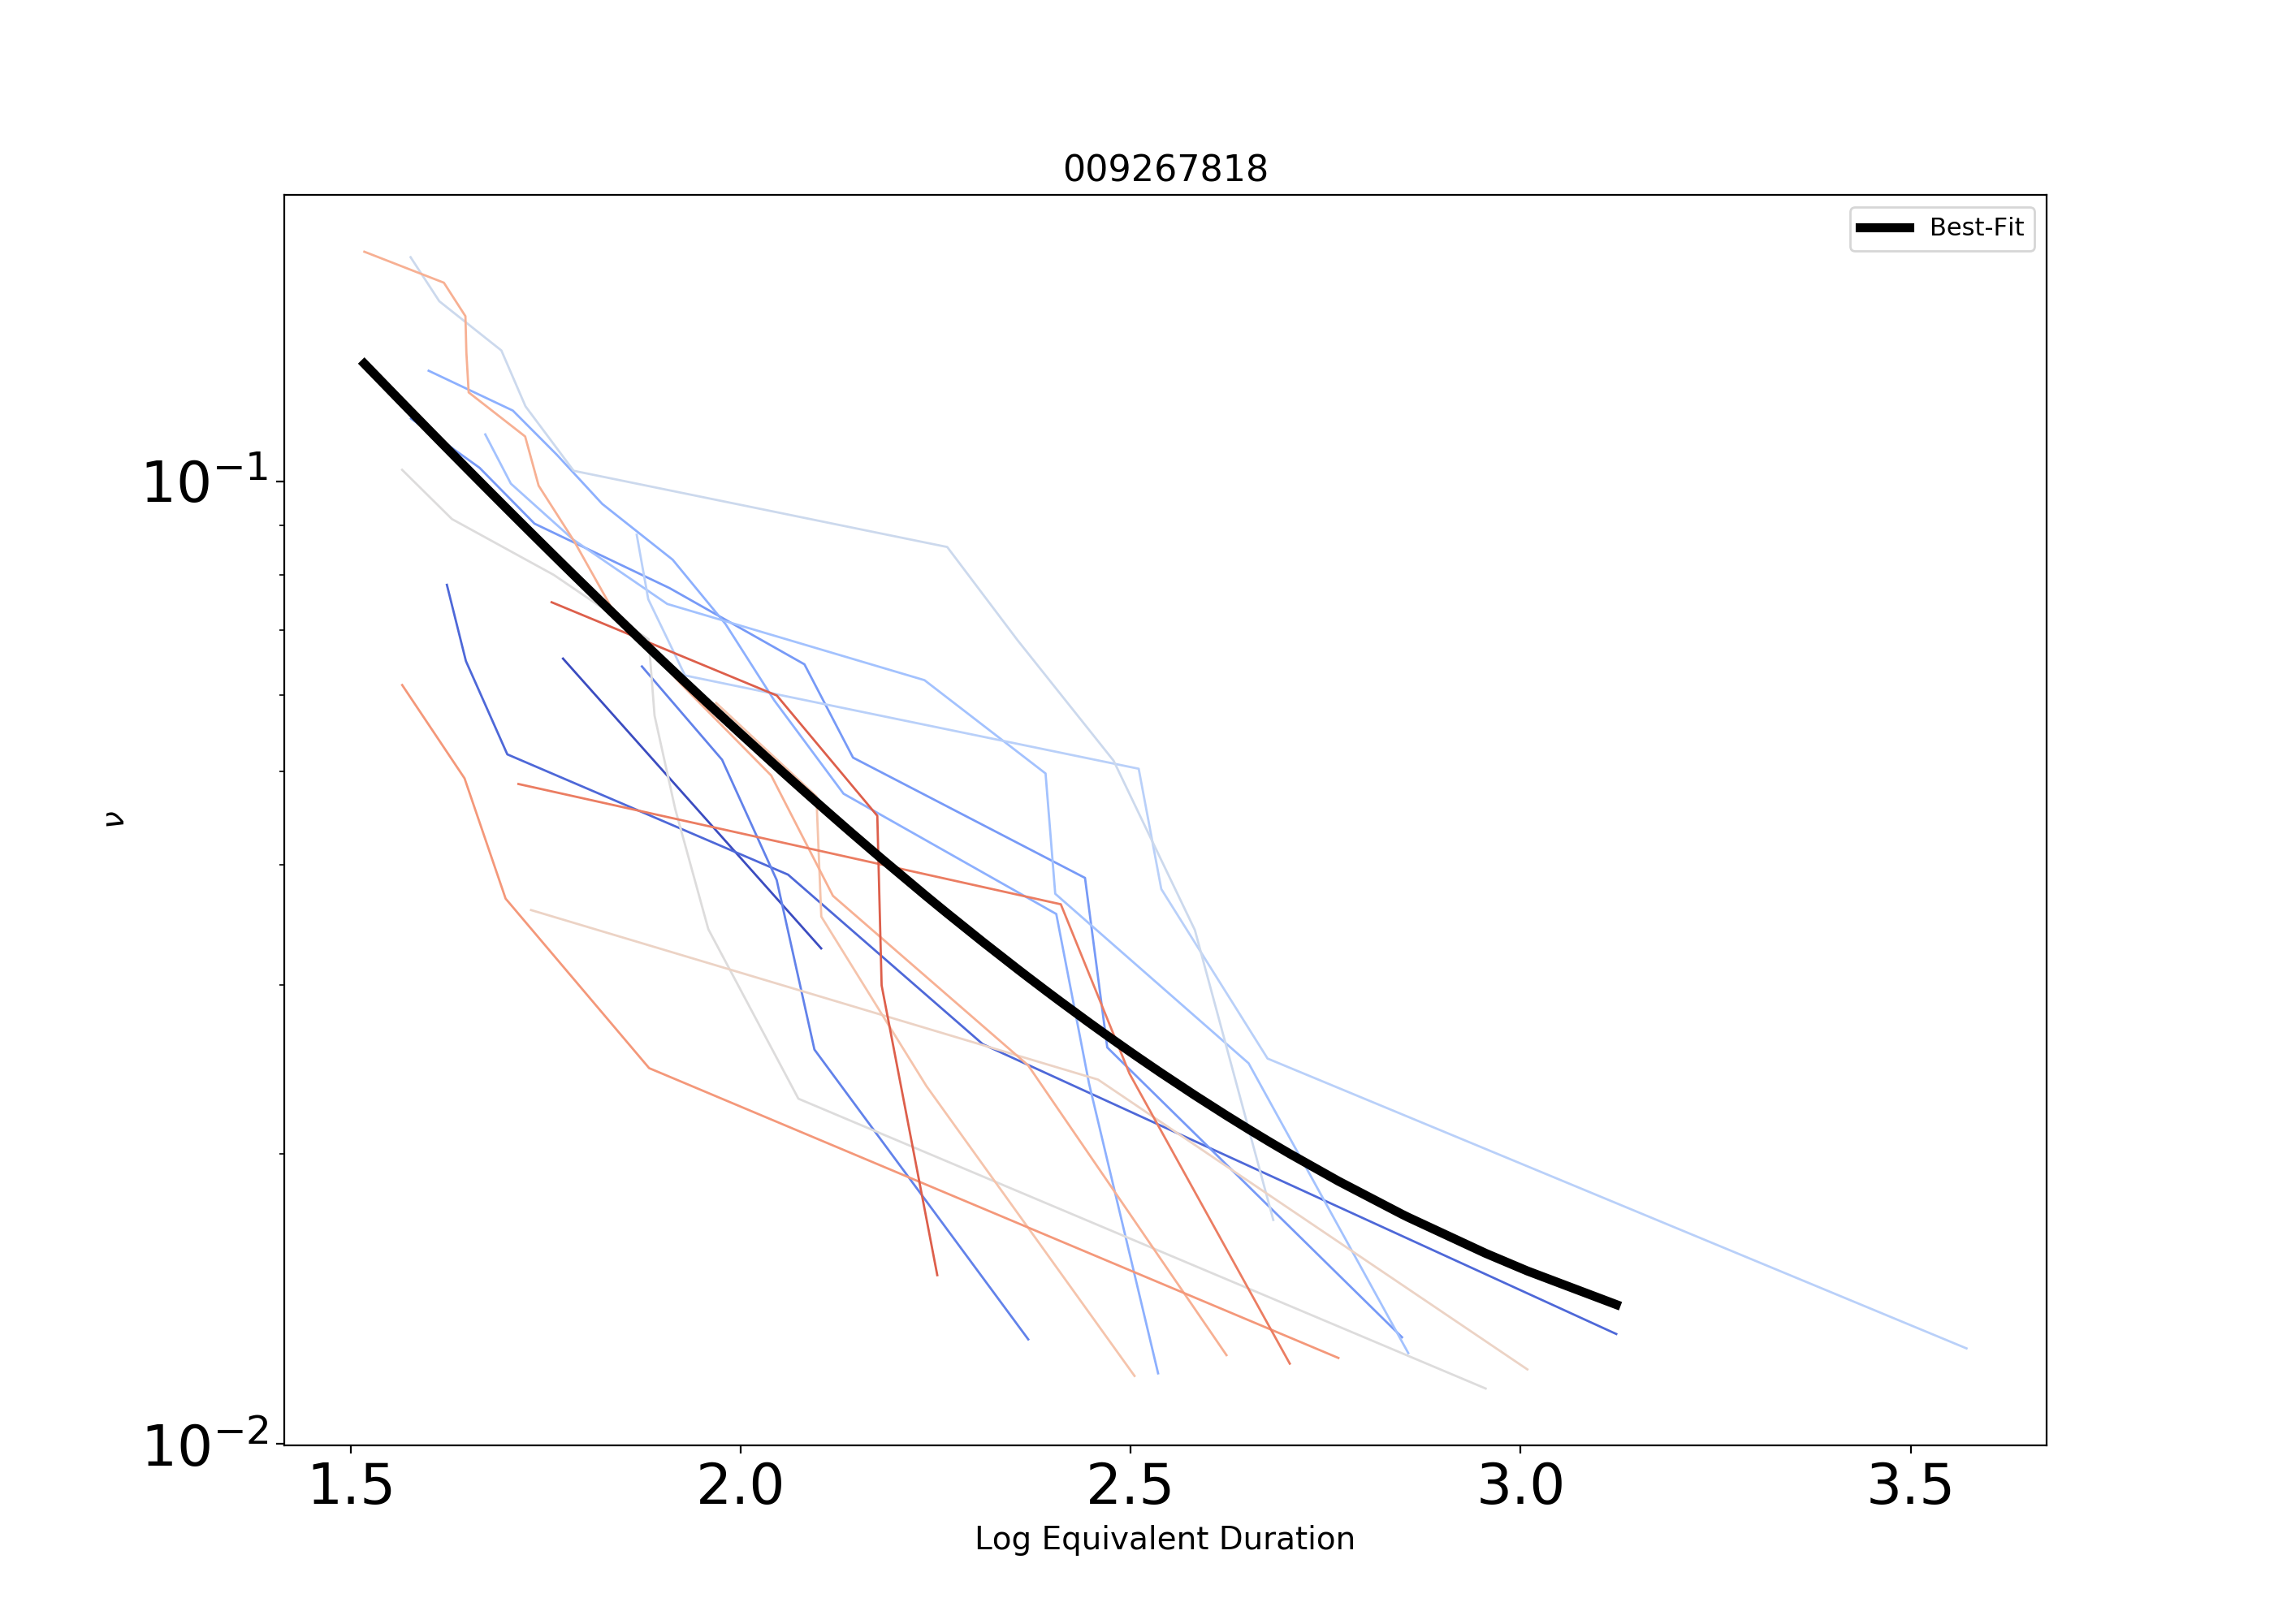 009267818
Best-Fit
10⁻¹
ν
10⁻²
1.5 2.0 2.5 3.0 3.5
Log Equivalent Duration